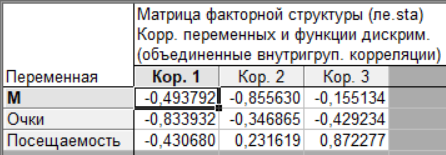 Матрица факторной структуры (ле.sta)
Корр. переменных и функции дискрим.
(объединенные внутригруп. корреляции)
Переменная Кор. 1 Кор. 2 Кор. 3
М -0,493792 -0,855630 -0,155134
Очки -0,833932 -0,346865 -0,429234
Посещаемость -0,430680 0,231619 0,872277